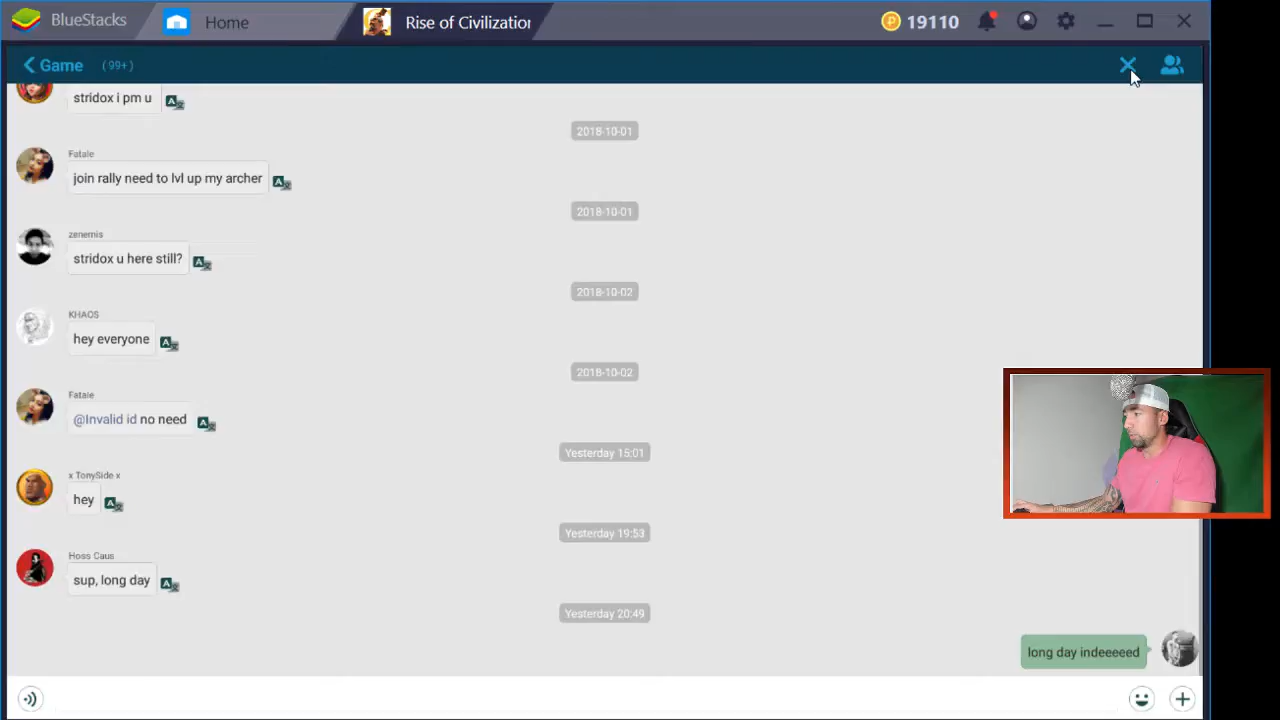 BlueStacks
Home
Rise of Civilization
19110
Game
(99+)
stridox i pm u
2018-10-01
Fatale
join rally need to lvl up my archer
2018-10-01
zenemis
stridox u here still?
2018-10-02
KHAOS
hey everyone
2018-10-02
Fatale
@Invalid id no need
Yesterday 15:01
x TonySide x
hey
Yesterday 19:53
Hoss Caus
sup, long day
Yesterday 20:49
long day indeeeeed